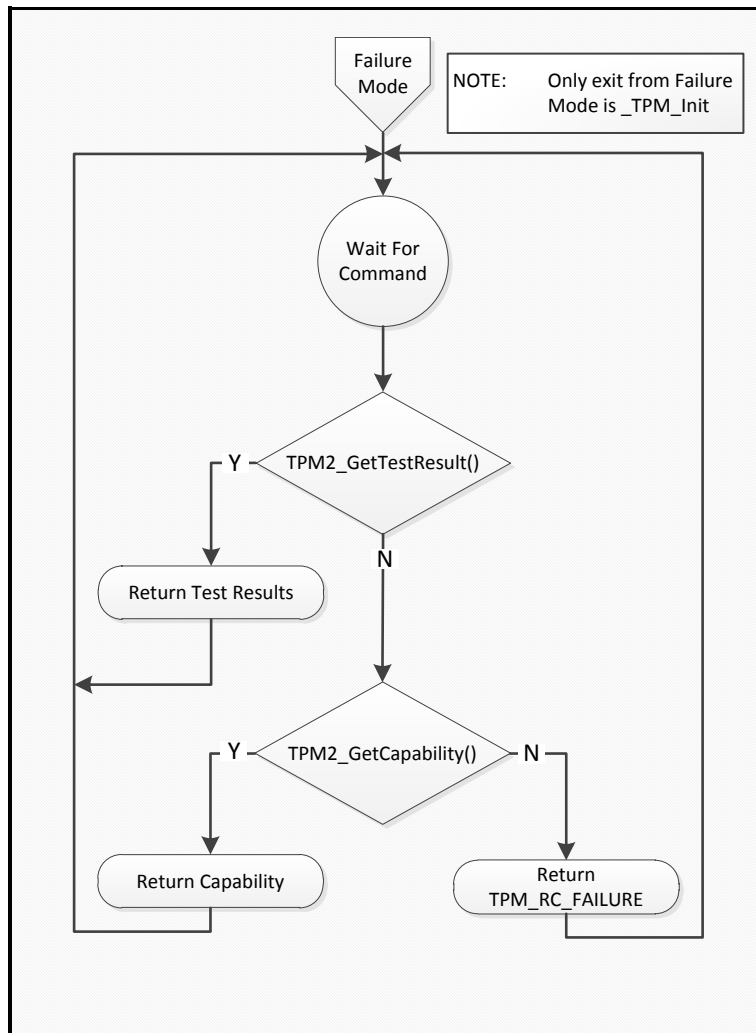 Failure
Mode
NOTE: Only exit from Failure
Mode is _TPM_Init
Wait For
Command
TPM2_GetTestResult()
Y
N
Return Test Results
TPM2_GetCapability()
Y
N
Return Capability
Return
TPM_RC_FAILURE